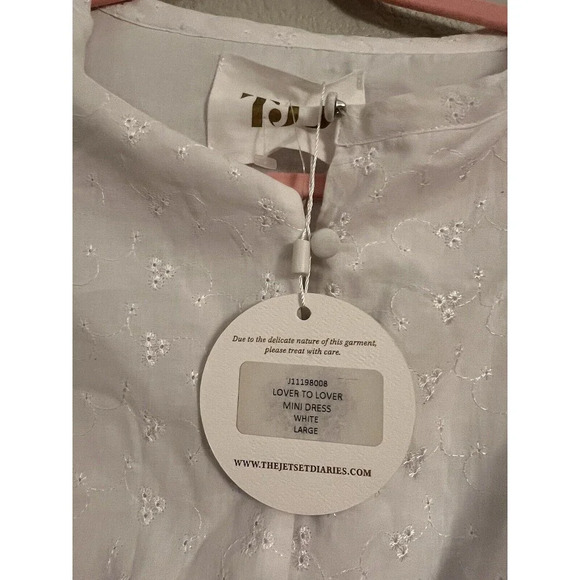 Due to the delicate nature of this garment,
please treat with care.
J11198008
LOVER TO LOVER
MINI DRESS
WHITE
LARGE
WWW.THEJETSETDIARIES.COM